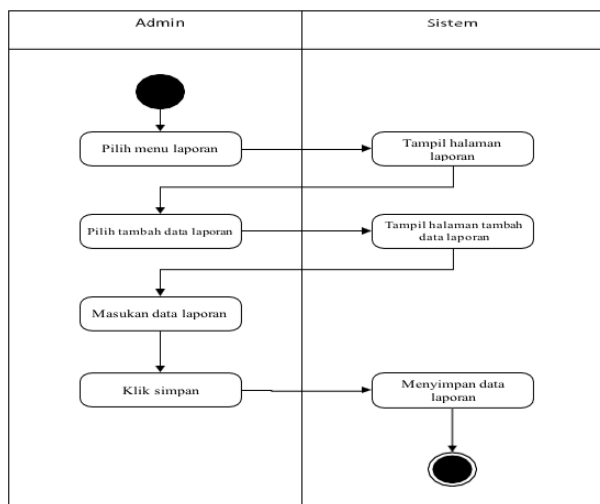 Admin
Sistem
Pilih menu laporan
Tampil halaman
laporan
Pilih tambah data laporan
Tampil halaman tambah
data laporan
Masukan data laporan
Klik simpan
Menyimpan data
laporan